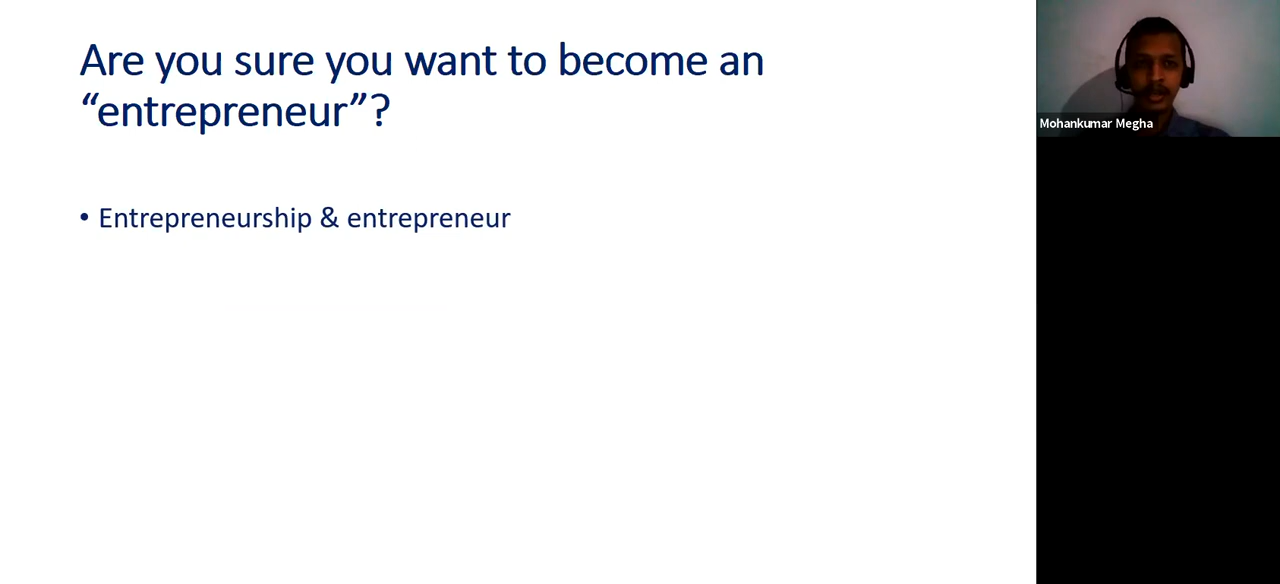 Are you sure you want to become an
“entrepreneur”?
• Entrepreneurship & entrepreneur
Mohankumar Megha